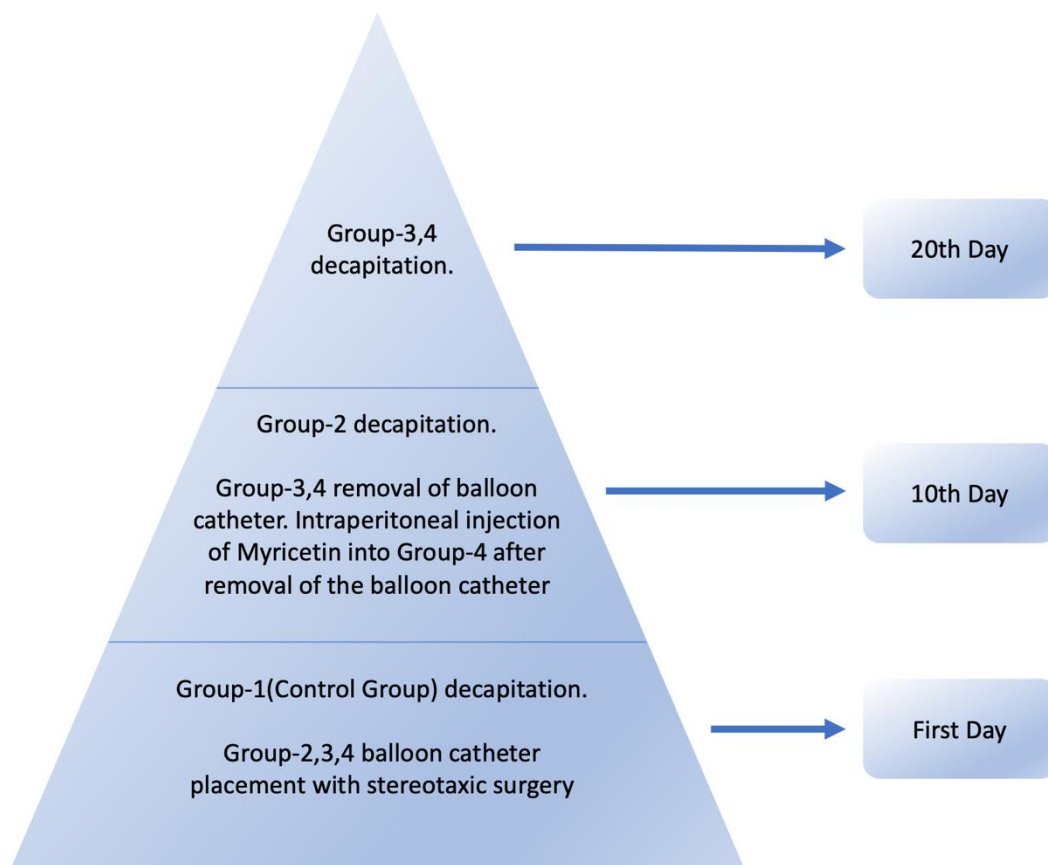 Group-3,4
decapitation.
20th Day
Group-2 decapitation.
Group-3,4 removal of balloon
catheter. Intraperitoneal injection
of Myricetin into Group-4 after
removal of the balloon catheter
10th Day
Group-1(Control Group) decapitation.
Group-2,3,4 balloon catheter
placement with stereotaxic surgery
First Day